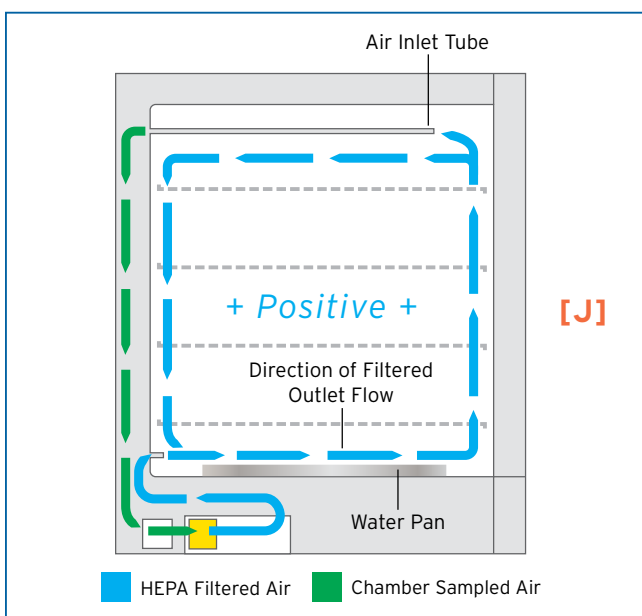 Air Inlet Tube
+ Positive +
[J]
Direction of Filtered
Outlet Flow
Water Pan
HEPA Filtered Air
Chamber Sampled Air